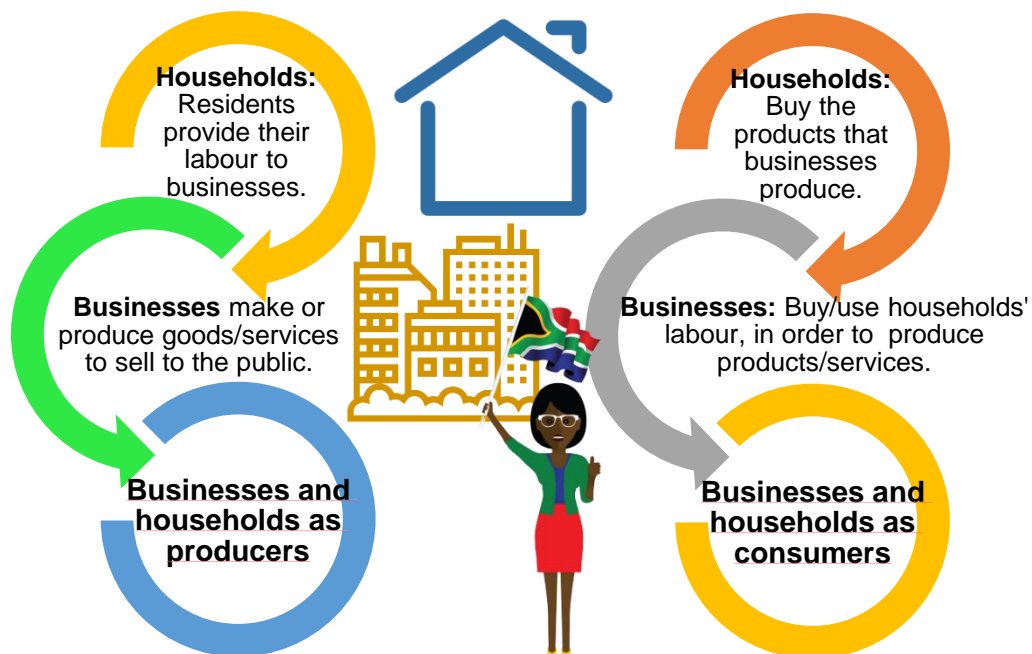 Households:
Residents
provide their
labour to
businesses.
Businesses make or
produce goods/services
to sell to the public.
Businesses and
households as
producers
Households:
Buy the
products that
businesses
produce.
Businesses: Buy/use households'
labour, in order to produce
products/services.
Businesses and
households as
consumers